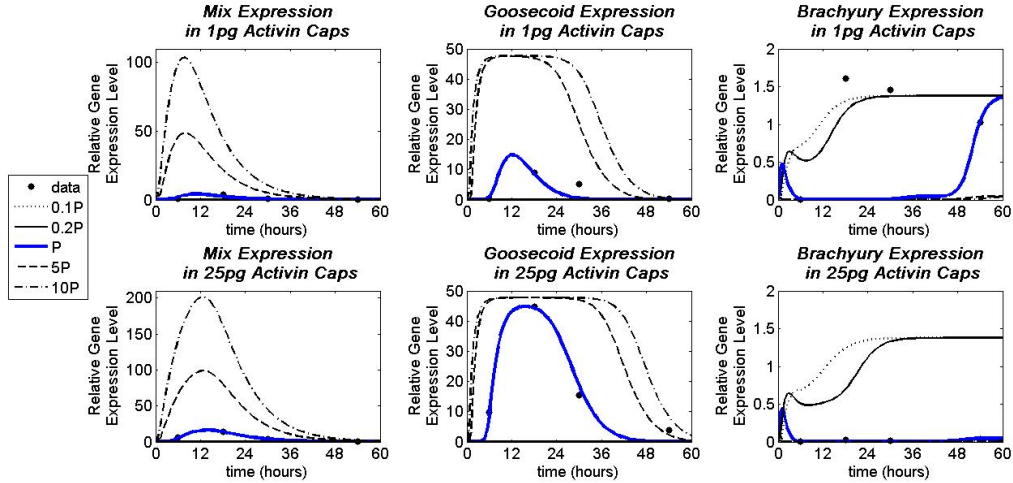 Mix Expression
in 1pg Activin Caps
Relative Gene
Expression Level
100
50
0
0 12 24 36 48 60
time (hours)
Goosecoid Expression
in 1pg Activin Caps
Relative Gene
Expression Level
50
40
30
20
10
0
0 12 24 36 48 60
time (hours)
Brachyury Expression
in 1pg Activin Caps
Relative Gene
Expression Level
2
1.5
1
0.5
0
0 12 24 36 48 60
time (hours)
data
0.1P
0.2P
P
5P
10P
Mix Expression
in 25pg Activin Caps
Relative Gene
Expression Level
200
150
100
50
0
0 12 24 36 48 60
time (hours)
Goosecoid Expression
in 25pg Activin Caps
Relative Gene
Expression Level
50
40
30
20
10
0
0 12 24 36 48 60
time (hours)
Brachyury Expression
in 25pg Activin Caps
Relative Gene
Expression Level
2
1.5
1
0.5
0
0 12 24 36 48 60
time (hours)